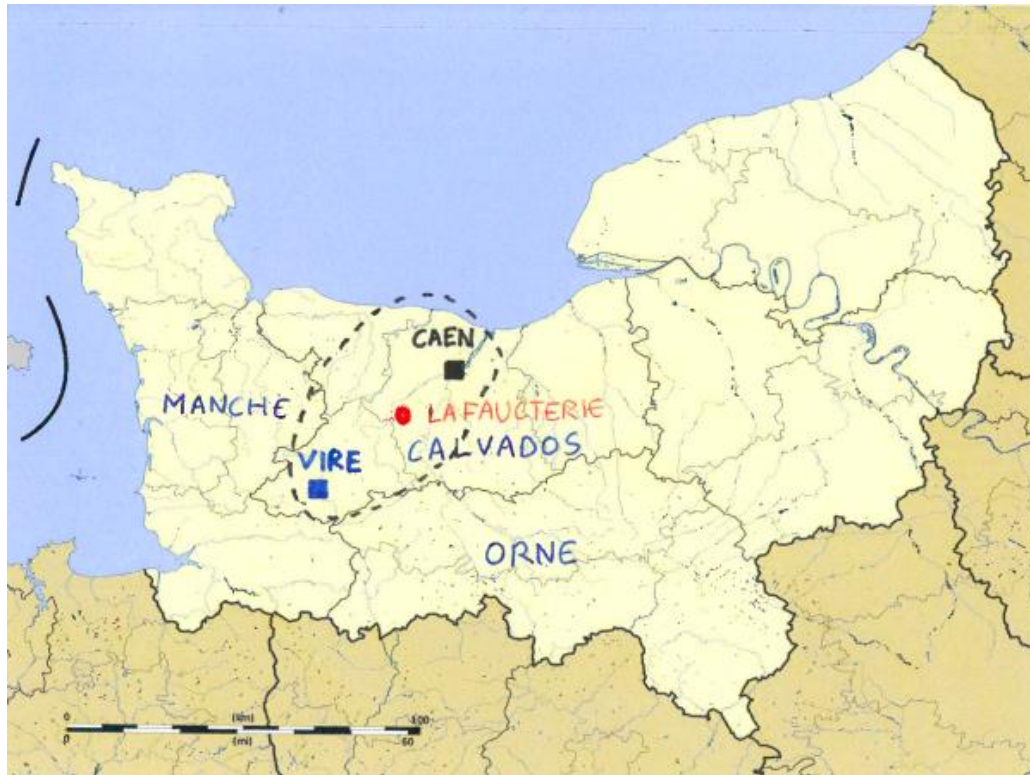 CAEN
MANCHE
LAFAUCTERIE
CALVADOS
VIRE
ORNE
0 (km) 100
0 (mi) 60